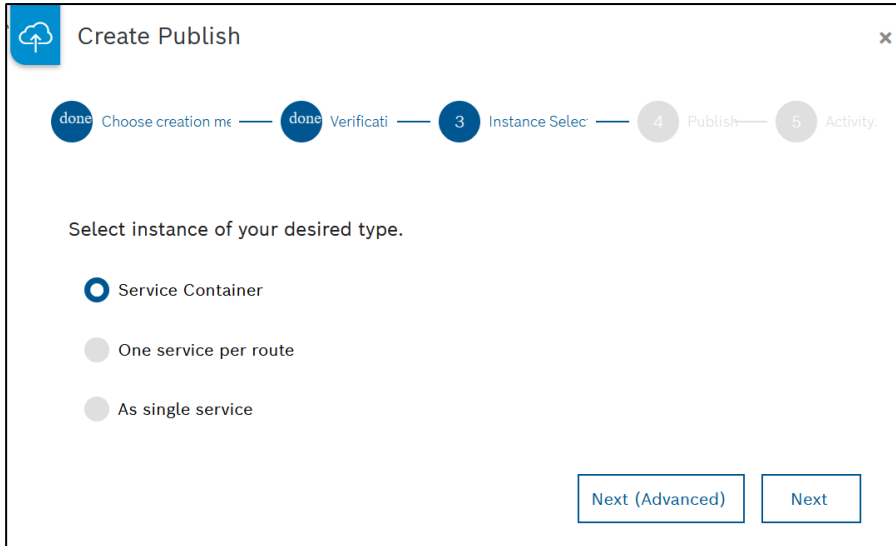 Create Publish
×
done Choose creation me done Verificati 3 Instance Selec 4 Publish 5 Activity.
Select instance of your desired type.
Service Container
One service per route
As single service
Next (Advanced) Next